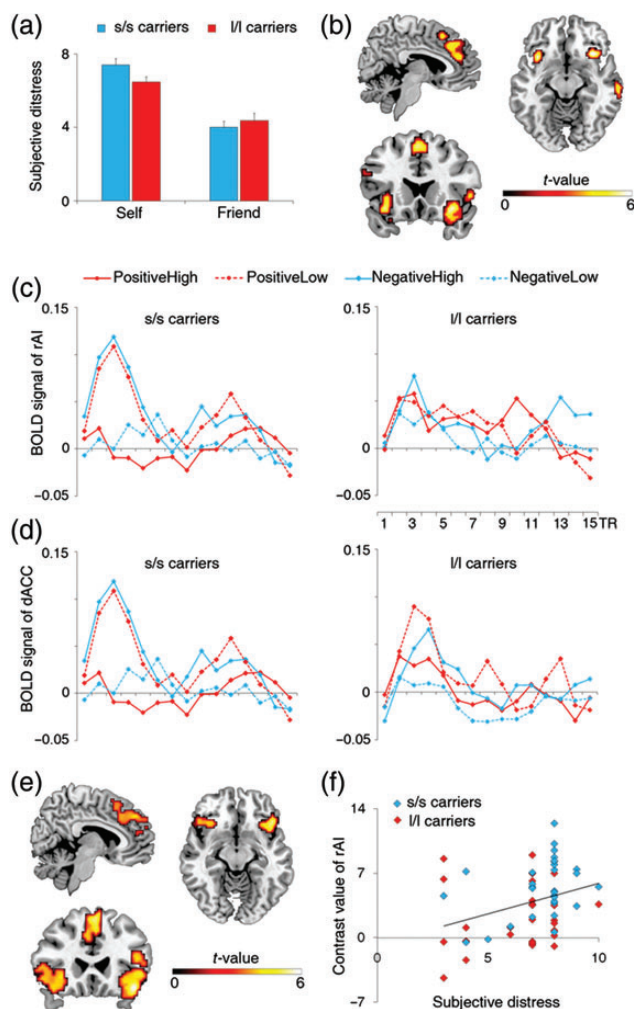 (a)
s/s carriers
l/l carriers
Subjective ditstress
8
4
0
Self
Friend
(b)
t-value
0
6
PositiveHigh
PositiveLow
NegativeHigh
NegativeLow
(c)
s/s carriers
l/l carriers
BOLD signal of rAI
0.15
0
−0.05
0.15
0
−0.05
1 3 5 7 9 11 13 15 TR
(d)
s/s carriers
l/l carriers
BOLD signal of dACC
0.15
0
−0.05
0.15
0
−0.05
(e)
t-value
0
6
(f)
s/s carriers
l/l carriers
Contrast value of rAI
14
7
0
−7
0
5
10
Subjective distress